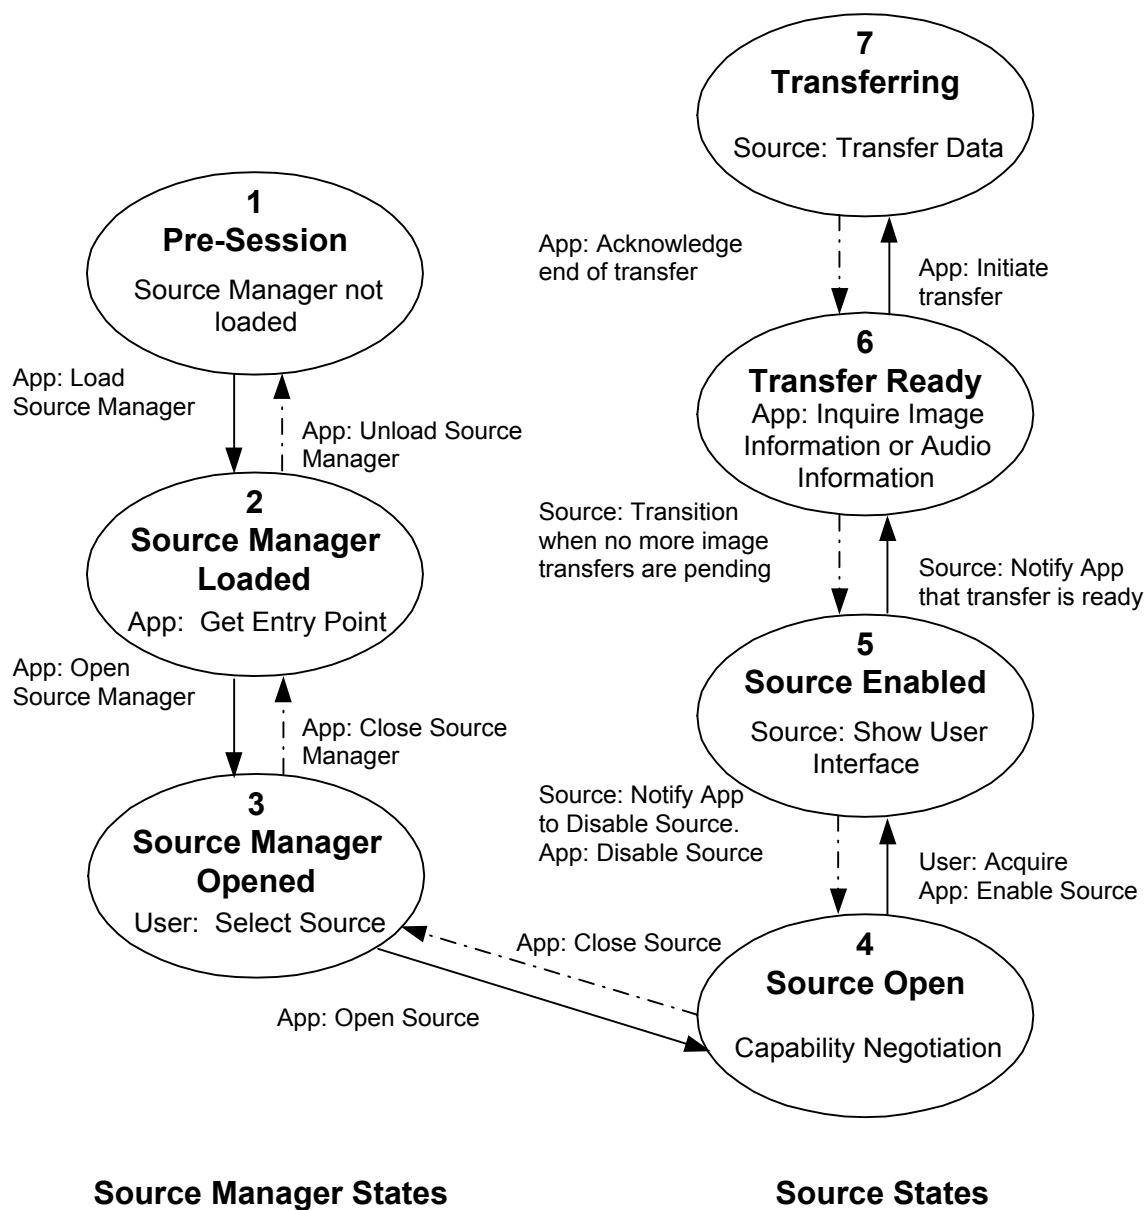 1
Pre-Session
Source Manager not
loaded
App: Load
Source Manager
App: Unload Source
Manager
2
Source Manager
Loaded
App:  Get Entry Point
App: Open
Source Manager
App: Close Source
Manager
3
Source Manager
Opened
User:  Select Source
App: Close Source
App: Open Source
7
Transferring
Source: Transfer Data
App: Acknowledge
end of transfer
App: Initiate
transfer
6
Transfer Ready
App: Inquire Image
Information or Audio
Information
Source: Transition
when no more image
transfers are pending
Source: Notify App
that transfer is ready
5
Source Enabled
Source: Show User
Interface
Source: Notify App
to Disable Source.
App: Disable Source
User: Acquire
App: Enable Source
4
Source Open
Capability Negotiation
Source Manager States
Source States